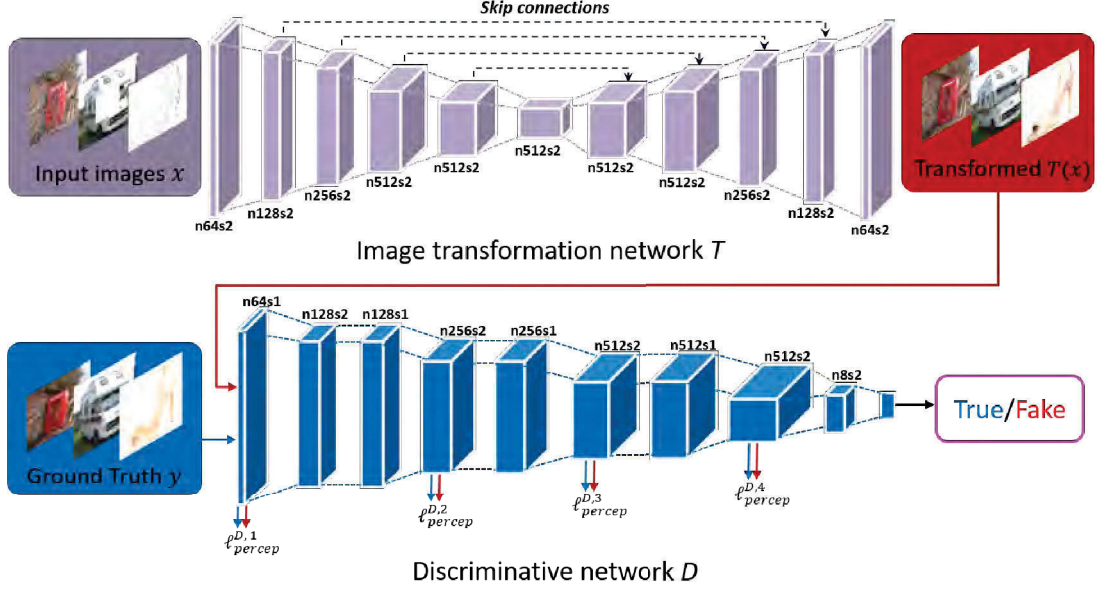 Skip connections
Input images x
Transformed T(x)
n64s2
n128s2
n256s2
n512s2
n512s2
n512s2
n512s2
n512s2
n256s2
n128s2
n64s2
Image transformation network T
n64s1
n128s2
n128s1
n256s2
n256s1
n512s2
n512s1
n512s2
n8s2
True/Fake
Ground Truth y
ℓ^{D,1}_{percep}
ℓ^{D,2}_{percep}
ℓ^{D,3}_{percep}
ℓ^{D,4}_{percep}
Discriminative network D